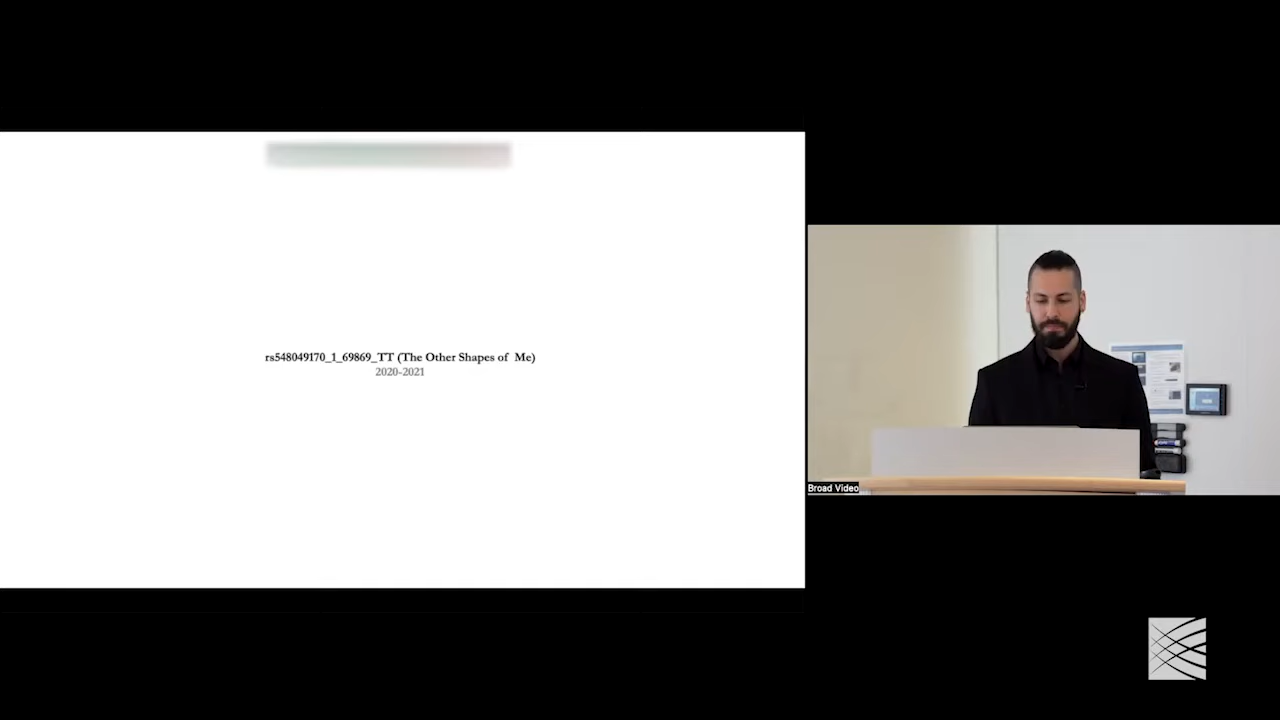 rs548049170_1_69869_TT (The Other Shapes of Me)
2020-2021
Broad Video